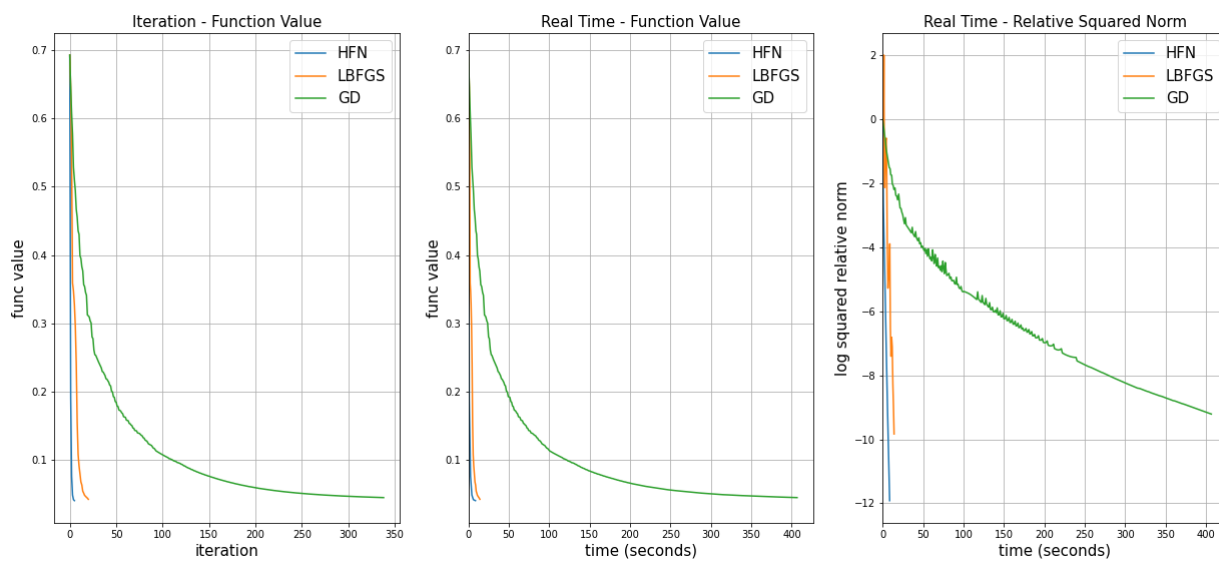 Iteration - Function Value
0.7
0.6
0.5
0.4
0.3
0.2
0.1
func value
HFN
LBFGS
GD
0
50
100
150
200
250
300
350
iteration
Real Time - Function Value
0.7
0.6
0.5
0.4
0.3
0.2
0.1
func value
HFN
LBFGS
GD
0
50
100
150
200
250
300
350
400
time (seconds)
Real Time - Relative Squared Norm
2
0
−2
−4
−6
−8
−10
−12
log squared relative norm
HFN
LBFGS
GD
0
50
100
150
200
250
300
350
400
time (seconds)